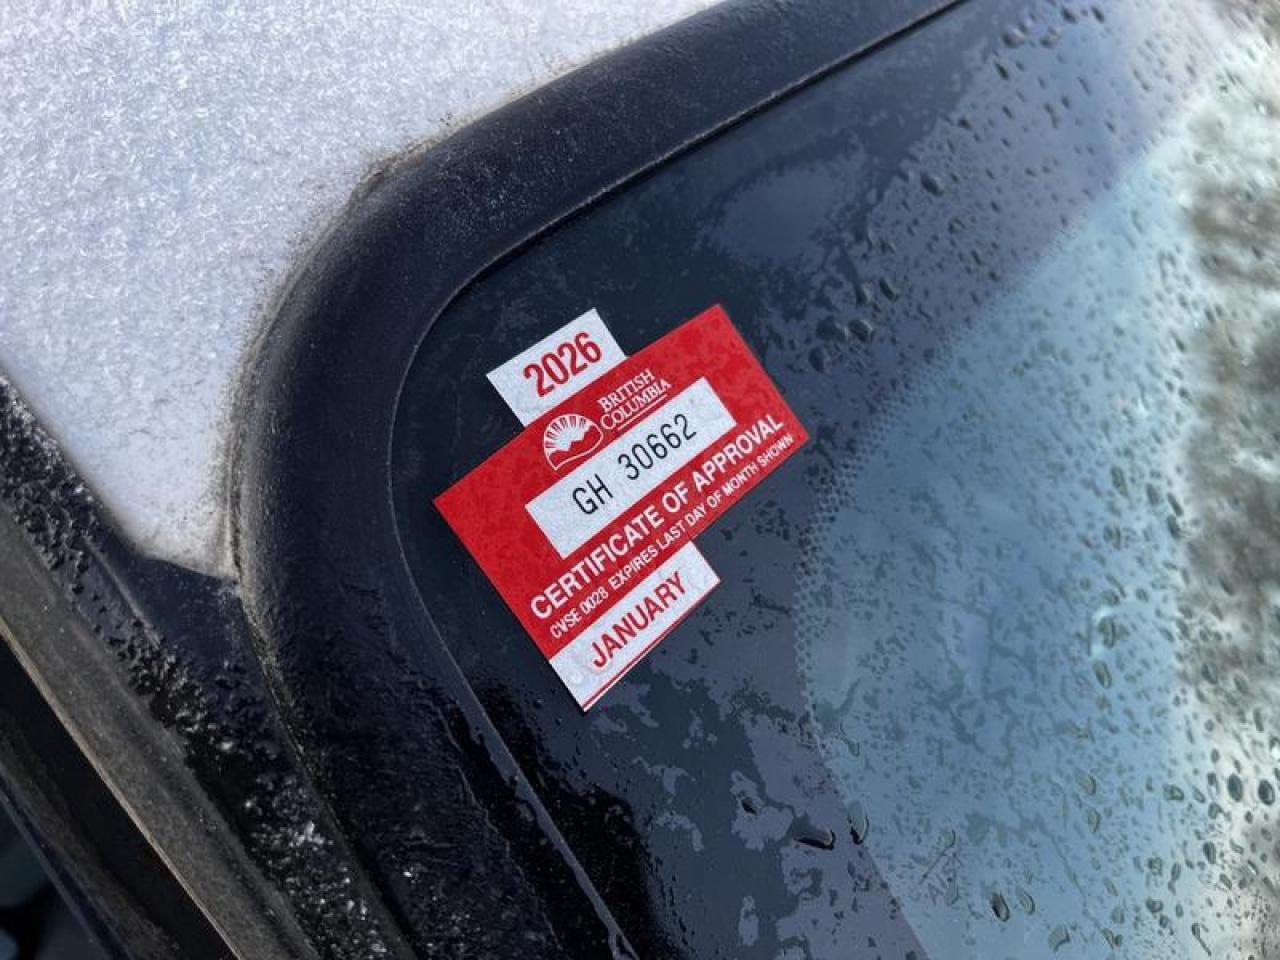 2026
BRITISH
COLUMBIA
GH 30662
CERTIFICATE OF APPROVAL
CVSE 0028 EXPIRES LAST DAY OF MONTH SHOWN
JANUARY